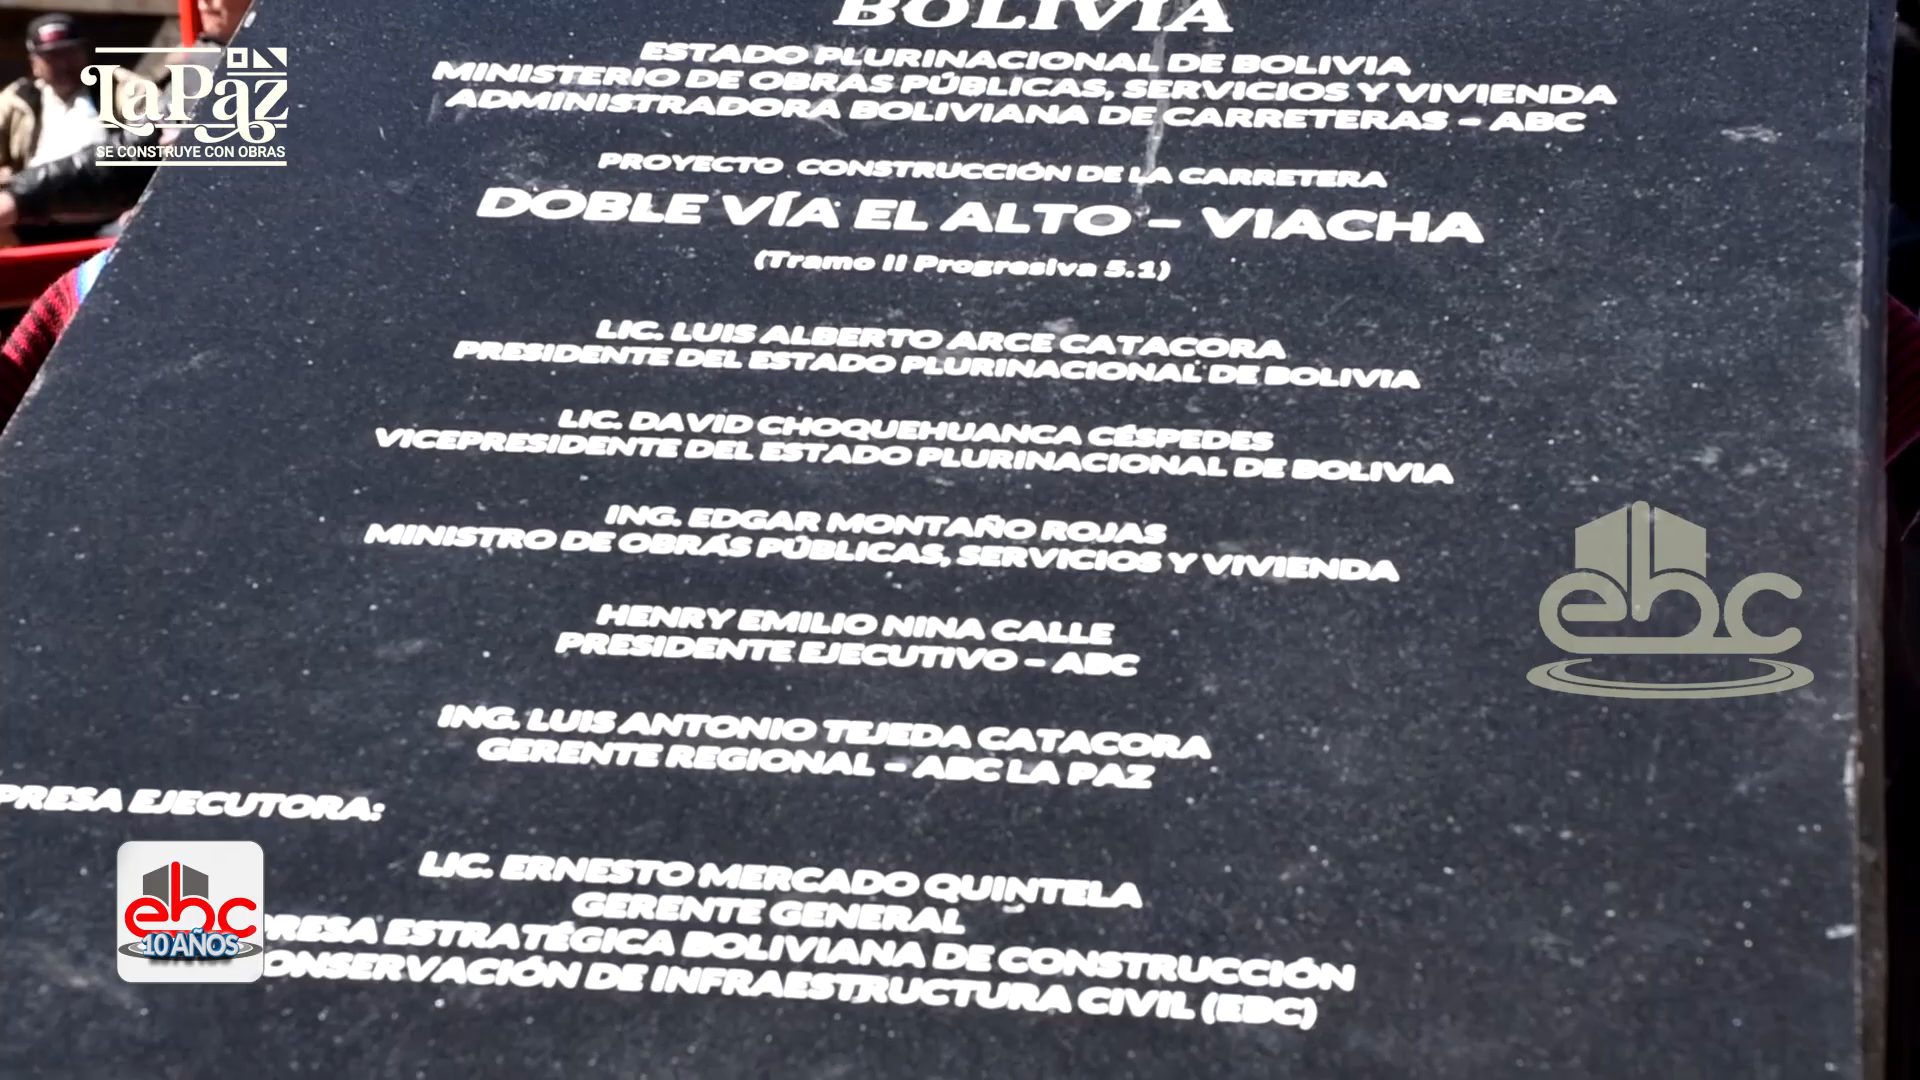 BOLIVIA
ESTADO PLURINACIONAL DE BOLIVIA
MINISTERIO DE OBRAS PÚBLICAS, SERVICIOS Y VIVIENDA
ADMINISTRADORA BOLIVIANA DE CARRETERAS - ABC
LaPaz
SE CONSTRUYE CON OBRAS
PROYECTO CONSTRUCCIÓN DE LA CARRETERA
DOBLE VÍA EL ALTO - VIACHA
(Tramo II Progresiva 5.1)
LIC. LUIS ALBERTO ARCE CATACORA
PRESIDENTE DEL ESTADO PLURINACIONAL DE BOLIVIA
LIC. DAVID CHOQUEHUANCA CÉSPEDES
VICEPRESIDENTE DEL ESTADO PLURINACIONAL DE BOLIVIA
ING. EDGAR MONTAÑO ROJAS
MINISTRO DE OBRAS PÚBLICAS, SERVICIOS Y VIVIENDA
ebc
HENRY EMILIO NINA CALLE
PRESIDENTE EJECUTIVO - ABC
ING. LUIS ANTONIO TEJEDA CATACORA
GERENTE REGIONAL - ABC LA PAZ
PRESA EJECUTORA:
LIC. ERNESTO MERCADO QUINTELA
GERENTE GENERAL
PRESA ESTRATÉGICA BOLIVIANA DE CONSTRUCCIÓN
ONSERVACIÓN DE INFRAESTRUCTURA CIVIL (EBC)
ebc
10 AÑOS